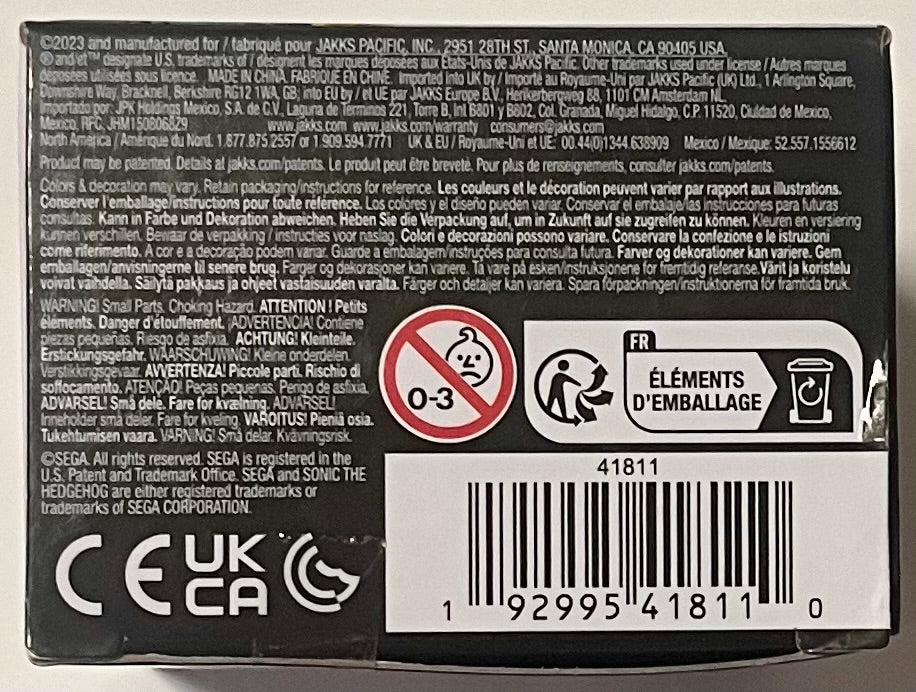 ©2023 and manufactured for / fabriqué pour JAKKS PACIFIC, INC., 2951 28TH ST., SANTA MONICA, CA 90405 USA.
® and/et™ designate U.S. trademarks of / désignent les marques déposées aux États-Unis de JAKKS Pacific. Other trademarks used under license / Autres marques
déposées utilisées sous licence. MADE IN CHINA. FABRIQUÉ EN CHINE. Imported into UK by / Importé au Royaume-Uni par JAKKS Pacific (UK) Ltd., 1 Arlington Square,
Downshire Way, Bracknell, Berkshire RG12 1WA, GB; into EU by / et UE par JAKKS Europe B.V., Herikerbergweg 88, 1101 CM Amsterdam NL.
Importado por: JPK Holdings Mexico, S.A. de C.V., Laguna de Terminos 221, Torre B, Int B801 y B802, Col. Granada, Miguel Hidalgo, C.P. 11520, Ciuldad de Mexico,
Mexico, RFC, JHM150806829 www.jakks.com www.jakks.com/warranty consumers@jakks.com
North America / Amérique du Nord: 1.877.875.2557 or 1.909.594.7771 UK & EU / Royaume-Uni et UE: 00.44(0)1344.638909 Mexico / Mexique: 52.557.1556612
Product may be patented. Details at jakks.com/patents. Le produit peut être breveté. Pour plus de renseignements, consulter jakks.com/patents.
Colors & decoration may vary. Retain packaging/instructions for reference. Les couleurs et le décoration peuvent varier par rapport aux illustrations.
Conserver l'emballage/instructions pour toute référence. Los colores y el diseño pueden variar. Conservar el embalaje/las instrucciones para futuras
consultas. Kann in Farbe und Dekoration abweichen. Heben Sie die Verpackung auf, um in Zukunft auf sie zugreifen zu können. Kleuren en versiering
kunnen verschillen. Bewaar de verpakking / instructies voor naslag. Colori e decorazioni possono variare. Conservare la confezione e le istruzioni
come riferimento. A cor e a decoração podem variar. Guarde a embalagem/instruções para consulta futura. Farver og dekorationer kan variere. Gem
emballagen/anvisningerne til senere brug. Farger og dekorasjoner kan variere. Ta vare på esken/instruksjonene for fremtidig referanse. Värit ja koristelu
voivat vaihdella. Säilytä pakkaus ja ohjeet vastaisuuden varalta. Färger och detaljer kan variera. Spara förpackningen/instruktionerna för framtida bruk.
WARNING! Small Parts. Choking Hazard. ATTENTION ! Petits
éléments. Danger d'étouffement. ¡ADVERTENCIA! Contiene
piezas pequeñas. Riesgo de asfixia. ACHTUNG! Kleinteile.
Erstickungsgefahr. WAARSCHUWING! Kleine onderdelen.
Verstikkingsgevaar. AVVERTENZA! Piccole parti. Rischio di
soffocamento. ATENÇÃO! Peças pequenas. Perigo de asfixia.
ADVARSEL! Små dele. Fare for kvælning. ADVARSEL!
Inneholder små deler. Fare for kveling. VAROITUS! Pieniä osia.
Tukehtumisen vaara. VARNING! Små delar. Kvävningsrisk.
0-3
FR
ÉLÉMENTS
D'EMBALLAGE
©SEGA. All rights reserved. SEGA is registered in the
U.S. Patent and Trademark Office. SEGA and SONIC THE
HEDGEHOG are either registered trademarks or
trademarks of SEGA CORPORATION.
CE UK
CA
41811
1 92995 41811 0